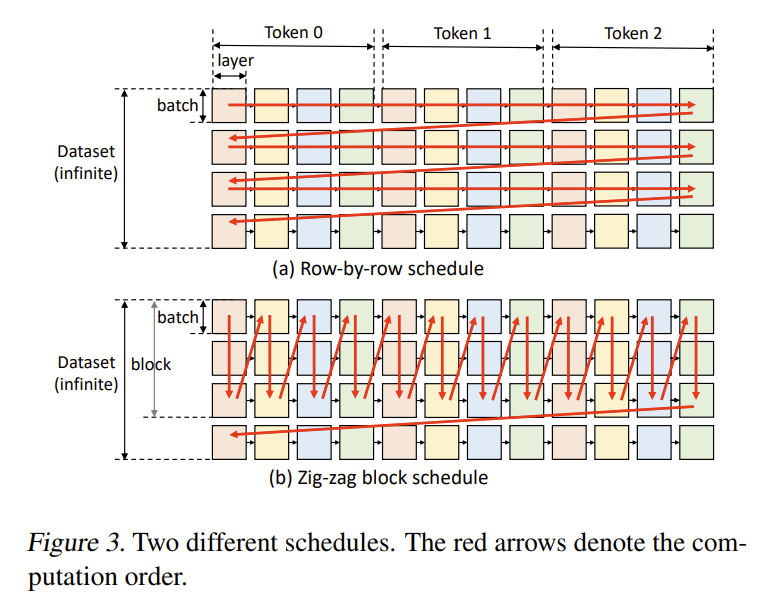 Token 0 Token 1 Token 2
layer
batch
Dataset
(infinite)
(a) Row-by-row schedule
batch
Dataset
(infinite)
block
(b) Zig-zag block schedule
Figure 3. Two different schedules. The red arrows denote the com-
putation order.